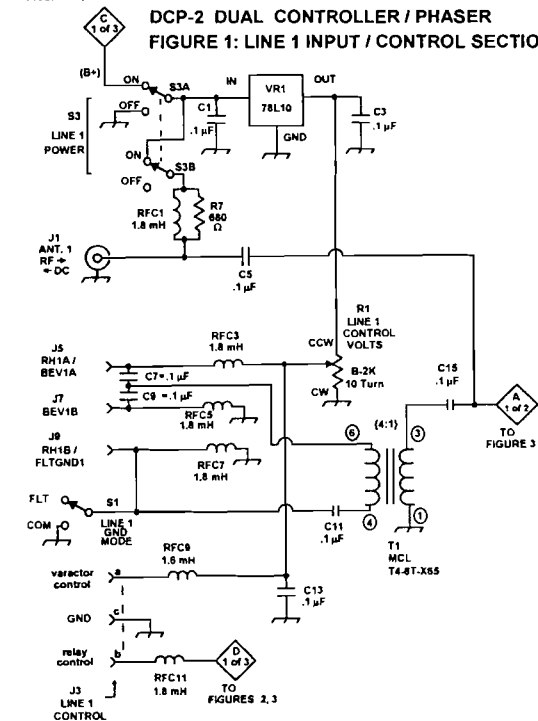 C
1 of 3
DCP-2 DUAL CONTROLLER / PHASER
FIGURE 1: LINE 1 INPUT / CONTROL SECTIO
(B+)
ON
S3A
IN
OUT
VR1
78L10
GND
C1
.1 µF
C3
.1 µF
OFF
S3
LINE 1
POWER
ON
S3B
OFF
RFC1
1.8 mH
R7
680
Ω
J1
ANT. 1
RF →
← DC
C5
.1 µF
R1
LINE 1
CONTROL
VOLTS
CCW
CW
B-2K
10 Turn
RFC3
1.8 mH
J5
RH1A /
BEV1A
C7 = .1 µF
C9 = .1 µF
J7
BEV1B
RFC5
1.8 mH
C15
.1 µF
A
1 of 2
TO
FIGURE 3
J9
RH1B /
FLTGND1
RFC7
1.8 mH
6
{4:1}
3
4
1
FLT
S1
COM
LINE 1
GND
MODE
C11
.1 µF
T1
MCL
T4-6T-X65
RFC9
1.8 mH
varactor
control
a
C13
.1 µF
GND
c
relay
control
b
RFC11
1.8 mH
D
1 of 3
TO
FIGURES 2, 3
J3
LINE 1
CONTROL